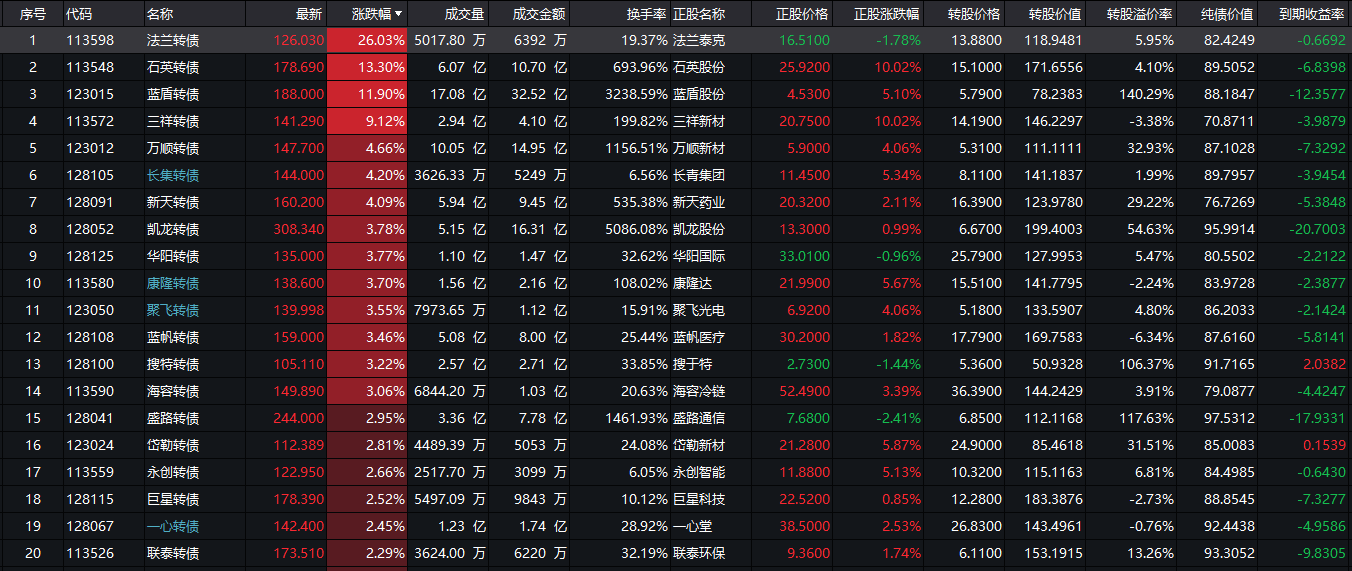 序号 代码 名称 最新 涨跌幅 成交量 成交金额 换手率 正股名称 正股价格 正股涨跌幅 转股价格 转股价值 转股溢价率 纯债价值 到期收益率
1 113598 法兰转债 126.030 26.03% 5017.80 万 6392 万 19.37% 法兰泰克 16.5100 -1.78% 13.8800 118.9481 5.95% 82.4249 -0.6692
2 113548 石英转债 178.690 13.30% 6.07 亿 10.70 亿 693.96% 石英股份 25.9200 10.02% 15.1000 171.6556 4.10% 89.5052 -6.8398
3 123015 蓝盾转债 188.000 11.90% 17.08 亿 32.52 亿 3238.59% 蓝盾股份 4.5300 5.10% 5.7900 78.2383 140.29% 88.1847 -12.3577
4 113572 三祥转债 141.290 9.12% 2.94 亿 4.10 亿 199.82% 三祥新材 20.7500 10.02% 14.1900 146.2297 -3.38% 70.8711 -3.9879
5 123012 万顺转债 147.700 4.66% 10.05 亿 14.95 亿 1156.51% 万顺新材 5.9000 4.06% 5.3100 111.1111 32.93% 87.1028 -7.3292
6 128105 长集转债 144.000 4.20% 3626.33 万 5249 万 6.56% 长青集团 11.4500 5.34% 8.1100 141.1837 1.99% 89.7957 -3.9454
7 128091 新天转债 160.200 4.09% 5.94 亿 9.45 亿 535.38% 新天药业 20.3200 2.11% 16.3900 123.9780 29.22% 76.7269 -5.3848
8 128052 凯龙转债 308.340 3.78% 5.15 亿 16.31 亿 5086.08% 凯龙股份 13.3000 0.99% 6.6700 199.4003 54.63% 95.9914 -20.7003
9 128125 华阳转债 135.000 3.77% 1.10 亿 1.47 亿 32.62% 华阳国际 33.0100 -0.96% 25.7900 127.9953 5.47% 80.5502 -2.2122
10 113580 康隆转债 138.600 3.70% 1.56 亿 2.16 亿 108.02% 康隆达 21.9900 5.67% 15.5100 141.7795 -2.24% 83.9728 -2.3877
11 123050 聚飞转债 139.998 3.55% 7973.65 万 1.12 亿 15.91% 聚飞光电 6.9200 4.06% 5.1800 133.5907 4.80% 86.2033 -2.1424
12 128108 蓝帆转债 159.000 3.46% 5.08 亿 8.00 亿 25.44% 蓝帆医疗 30.2000 1.82% 17.7900 169.7583 -6.34% 87.6160 -5.8141
13 128100 搜特转债 105.110 3.22% 2.57 亿 2.71 亿 33.85% 搜于特 2.7300 -1.44% 5.3600 50.9328 106.37% 91.7165 2.0382
14 113590 海容转债 149.890 3.06% 6844.20 万 1.03 亿 20.63% 海容冷链 52.4900 3.39% 36.3900 144.2429 3.91% 79.0877 -4.4247
15 128041 盛路转债 244.000 2.95% 3.36 亿 7.78 亿 1461.93% 盛路通信 7.6800 -2.41% 6.8500 112.1168 117.63% 97.5312 -17.9331
16 123024 岱勒转债 112.389 2.81% 4489.39 万 5053 万 24.08% 岱勒新材 21.2800 5.87% 24.9000 85.4618 31.51% 85.0083 0.1539
17 113559 永创转债 122.950 2.66% 2517.70 万 3099 万 6.05% 永创智能 11.8800 5.13% 10.3200 115.1163 6.81% 84.4985 -0.6430
18 128115 巨星转债 178.390 2.52% 5497.09 万 9843 万 10.12% 巨星科技 22.5200 0.85% 12.2800 183.3876 -2.73% 88.8545 -7.3277
19 128067 一心转债 142.400 2.45% 1.23 亿 1.74 亿 28.92% 一心堂 38.5000 2.53% 26.8300 143.4961 -0.76% 92.4438 -4.9586
20 113526 联泰转债 173.510 2.29% 3624.00 万 6220 万 32.19% 联泰环保 9.3600 1.74% 6.1100 153.1915 13.26% 93.3052 -9.8305